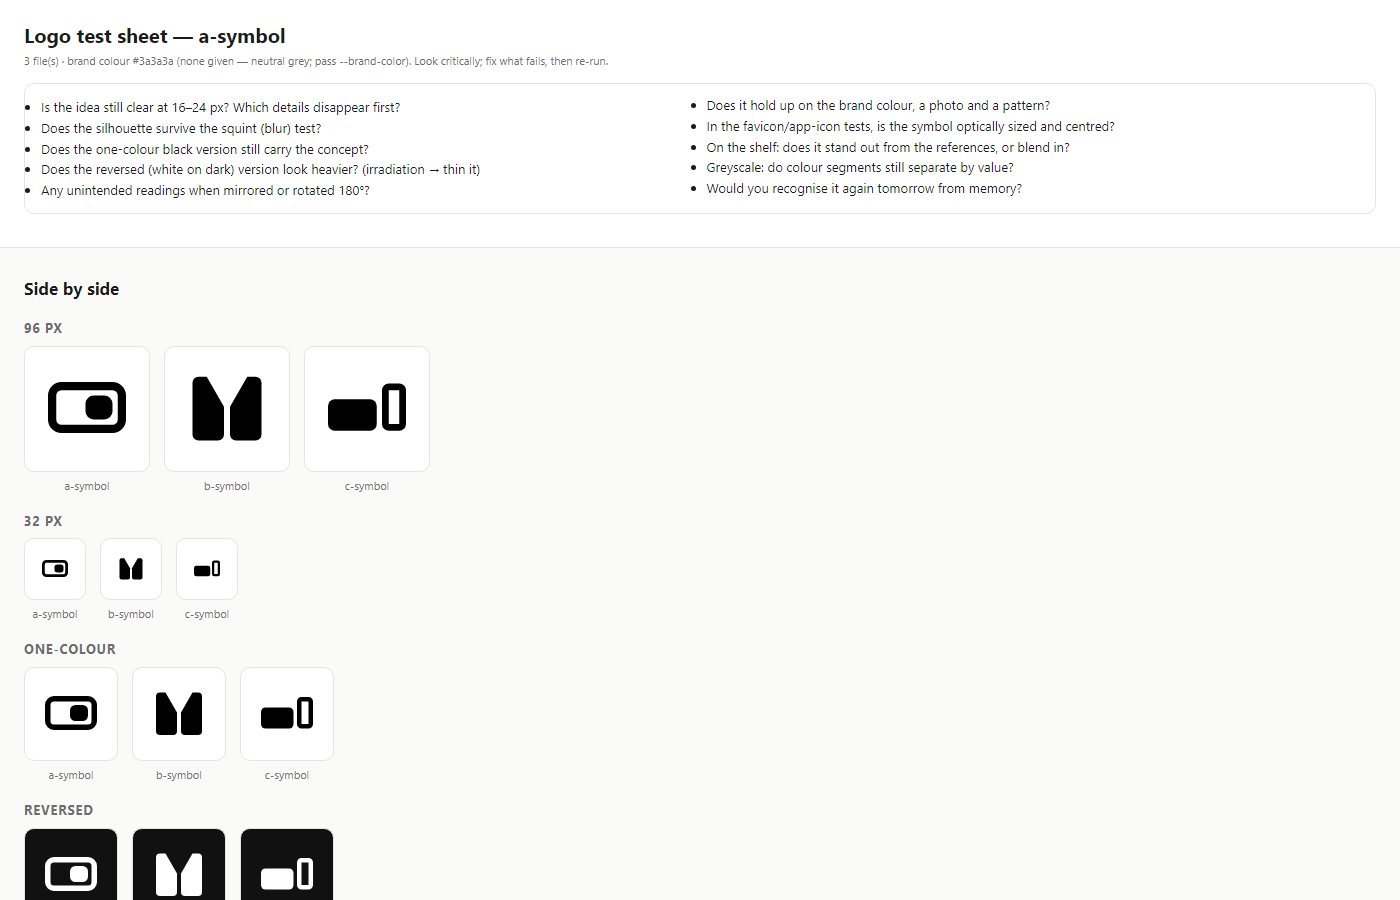 Logo test sheet — a-symbol
3 file(s) · brand colour #3a3a3a (none given — neutral grey; pass --brand-color). Look critically; fix what fails, then re-run.
Is the idea still clear at 16–24 px? Which details disappear first?
Does the silhouette survive the squint (blur) test?
Does the one-colour black version still carry the concept?
Does the reversed (white on dark) version look heavier? (irradiation → thin it)
Any unintended readings when mirrored or rotated 180°?
Does it hold up on the brand colour, a photo and a pattern?
In the favicon/app-icon tests, is the symbol optically sized and centred?
On the shelf: does it stand out from the references, or blend in?
Greyscale: do colour segments still separate by value?
Would you recognise it again tomorrow from memory?
Side by side
96 PX
a-symbol b-symbol c-symbol
32 PX
a-symbol b-symbol c-symbol
ONE-COLOUR
a-symbol b-symbol c-symbol
REVERSED